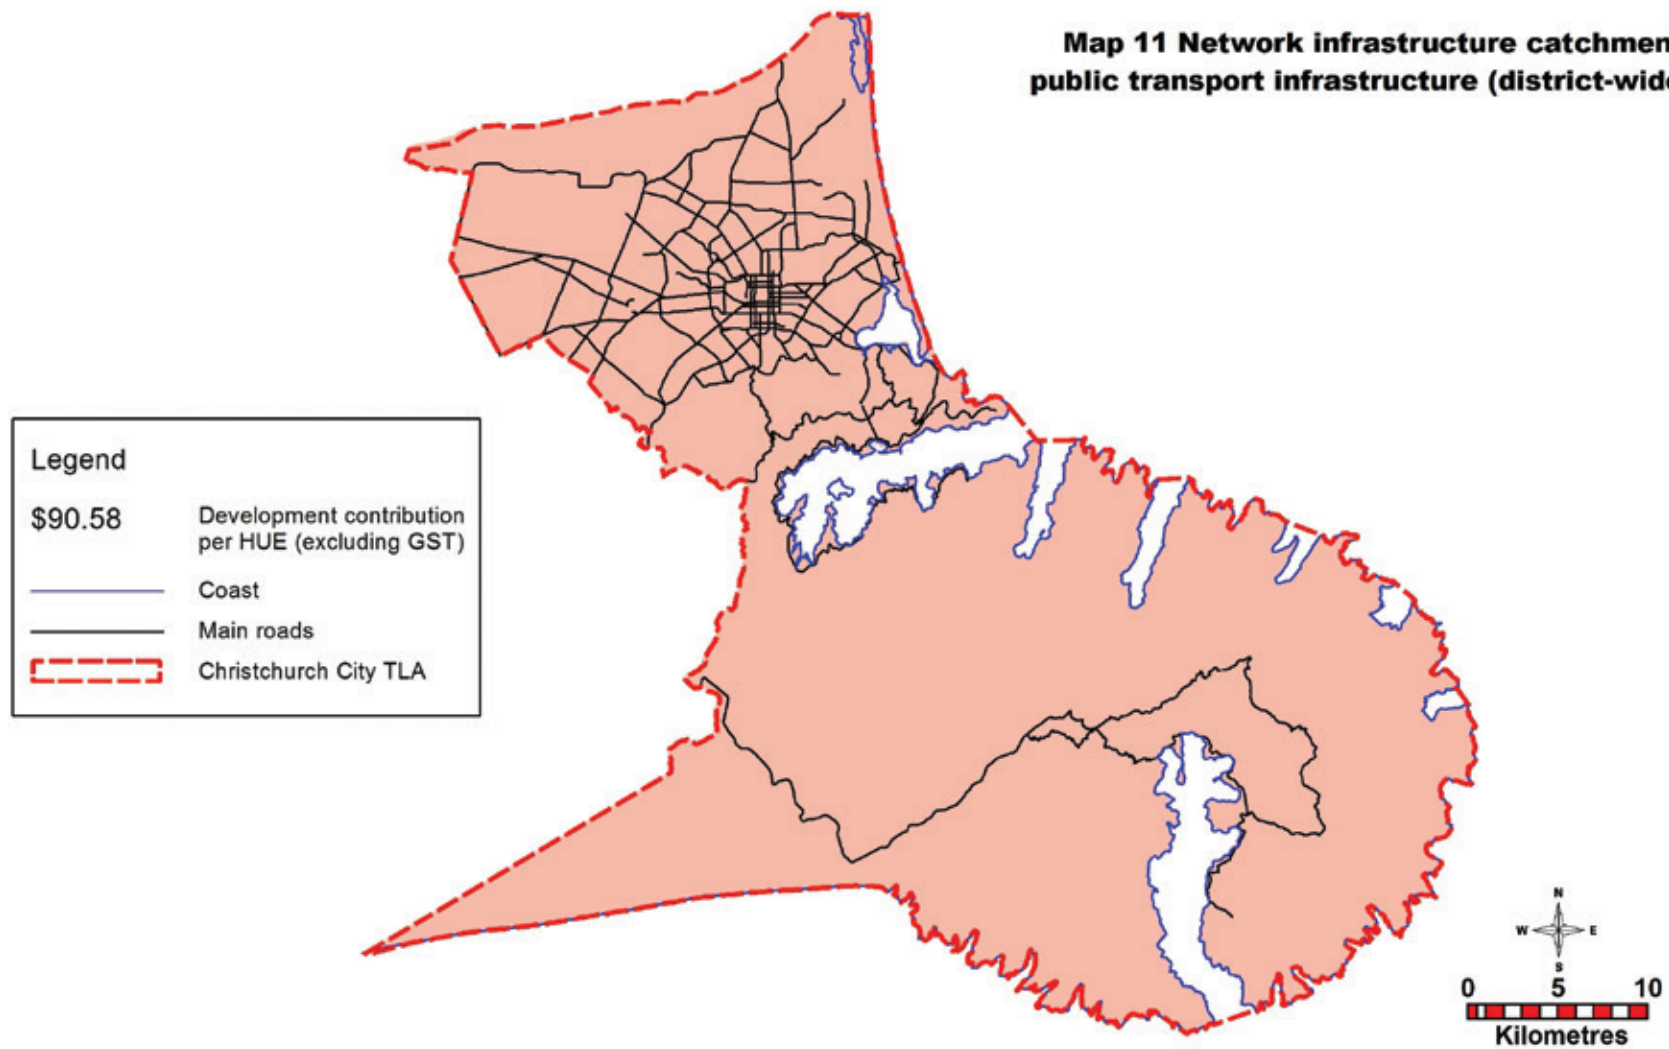 Map 11 Network infrastructure catchmen
public transport infrastructure (district-wide
Legend
$90.58 Development contribution
per HUE (excluding GST)
Coast
Main roads
Christchurch City TLA
N
W E
S
0 5 10
Kilometres